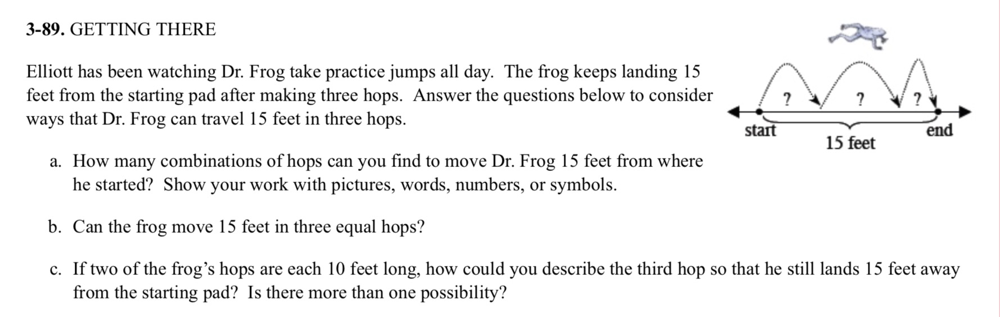 3-89. GETTING THERE
Elliott has been watching Dr. Frog take practice jumps all day. The frog keeps landing 15
feet from the starting pad after making three hops. Answer the questions below to consider
ways that Dr. Frog can travel 15 feet in three hops.
? ? ?
start end
15 feet
a. How many combinations of hops can you find to move Dr. Frog 15 feet from where
he started? Show your work with pictures, words, numbers, or symbols.
b. Can the frog move 15 feet in three equal hops?
c. If two of the frog's hops are each 10 feet long, how could you describe the third hop so that he still lands 15 feet away
from the starting pad? Is there more than one possibility?